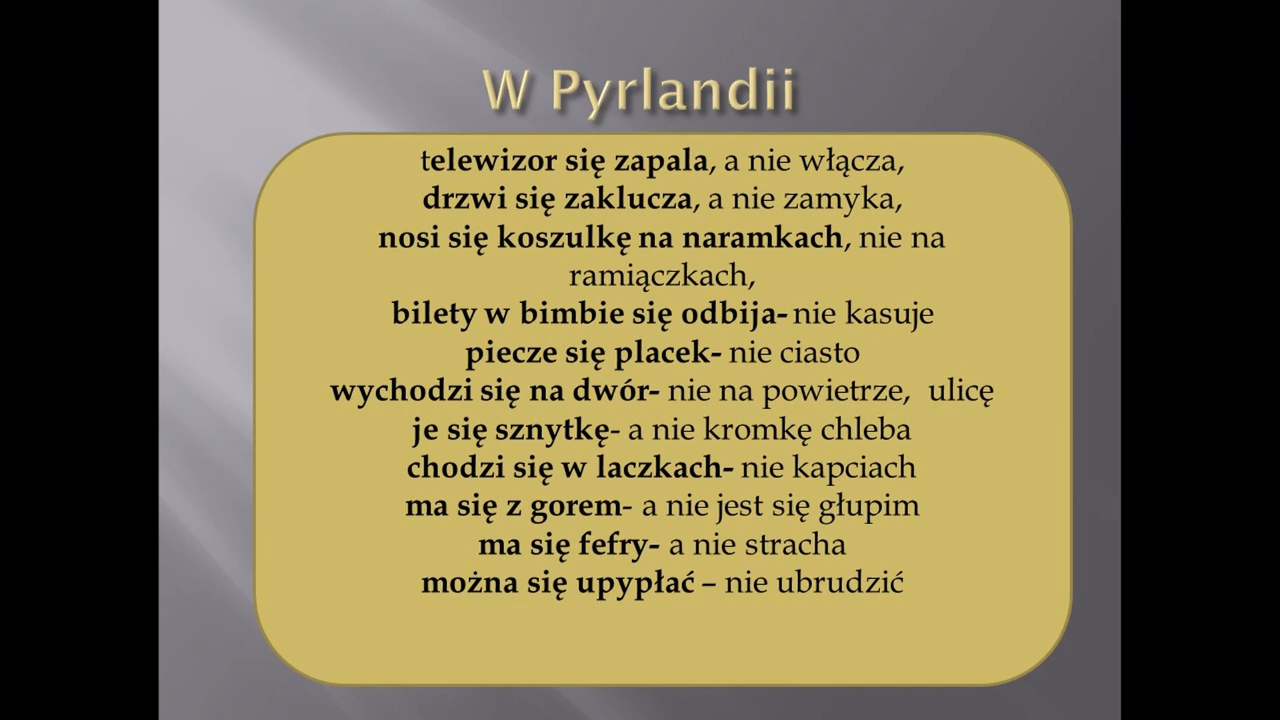 W Pyrlandii
telewizor się zapala, a nie włącza,
drzwi się zaklucza, a nie zamyka,
nosi się koszulkę na naramkach, nie na
ramiączkach,
bilety w bimbie się odbija- nie kasuje
piecze się placek- nie ciasto
wychodzi się na dwór- nie na powietrze, ulicę
je się sznytkę- a nie kromkę chleba
chodzi się w laczkach- nie kapciach
ma się z gorem- a nie jest się głupim
ma się fefry- a nie stracha
można się upypłać – nie ubrudzić